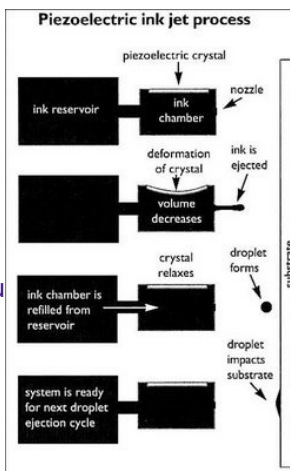 Piezoelectric ink jet process
piezoelectric crystal
ink reservoir
ink
chamber
nozzle
deformation
of crystal
ink is
ejected
volume
decreases
crystal
relaxes
droplet
forms
ink chamber is
refilled from
reservoir
droplet
impacts
substrate
system is ready
for next droplet
ejection cycle
substrate